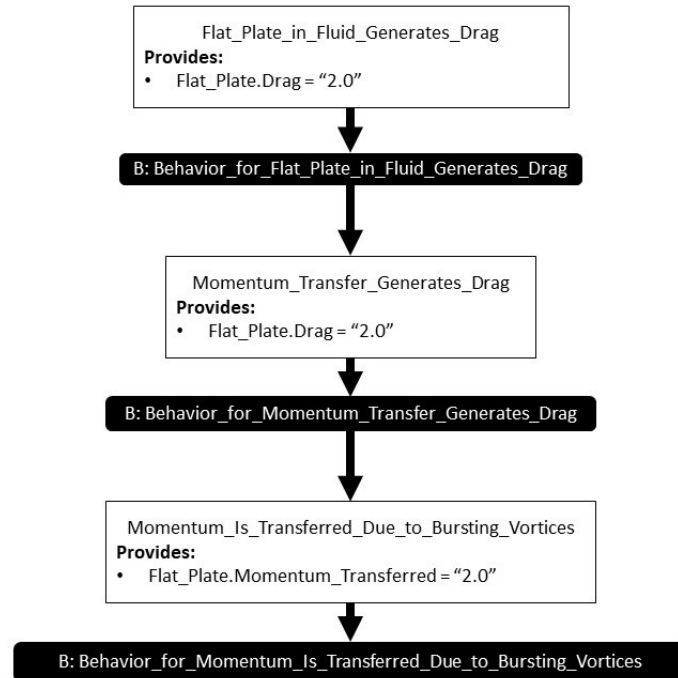 Flat_Plate_in_Fluid_Generates_Drag
Provides:
• Flat_Plate.Drag = “2.0”
B: Behavior_for_Flat_Plate_in_Fluid_Generates_Drag
Momentum_Transfer_Generates_Drag
Provides:
• Flat_Plate.Drag = “2.0”
B: Behavior_for_Momentum_Transfer_Generates_Drag
Momentum_Is_Transferred_Due_to_Bursting_Vortices
Provides:
• Flat_Plate.Momentum_Transferred = “2.0”
B: Behavior_for_Momentum_Is_Transferred_Due_to_Bursting_Vortices